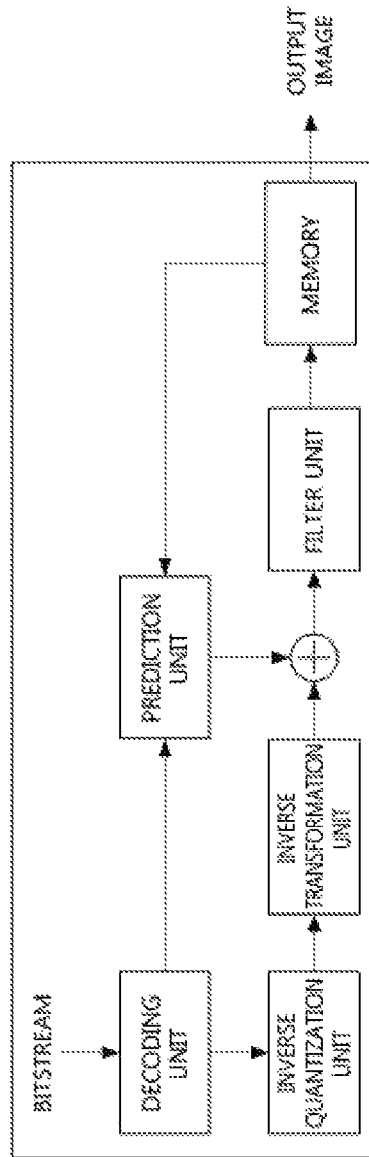 BITSTREAM
DECODING
UNIT
PREDICTION
UNIT
INVERSE
QUANTIZATION
UNIT
INVERSE
TRANSFORMATION
UNIT
FILTER UNIT
MEMORY
OUTPUT
IMAGE